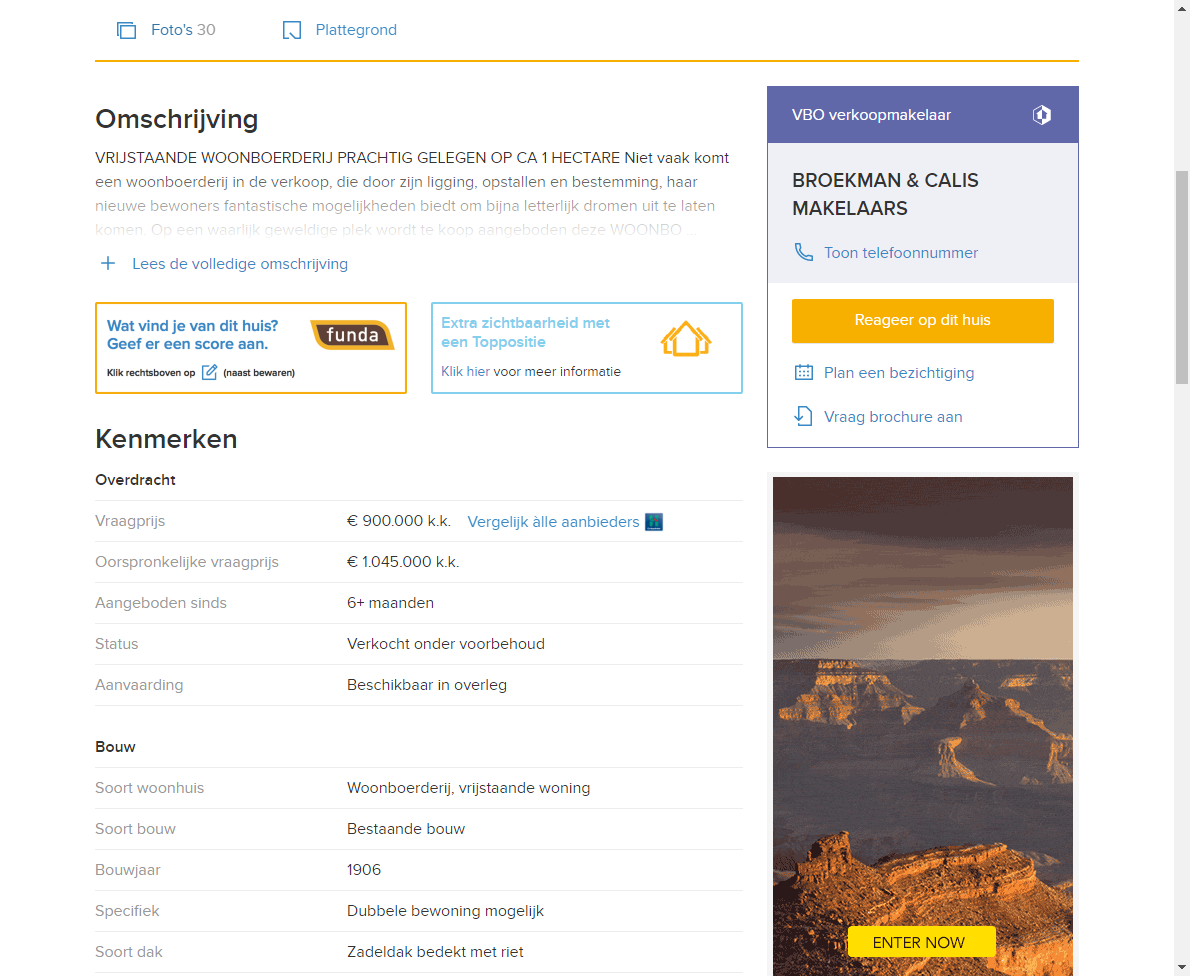 Foto's 30 Plattegrond
Omschrijving
VRIJSTAANDE WOONBOERDERIJ PRACHTIG GELEGEN OP CA 1 HECTARE Niet vaak komt
een woonboerderij in de verkoop, die door zijn ligging, opstallen en bestemming, haar
nieuwe bewoners fantastische mogelijkheden biedt om bijna letterlijk dromen uit te laten
komen. Op een waarlijk geweldige plek wordt te koop aangeboden deze WOONBO ...
Lees de volledige omschrijving
Wat vind je van dit huis?
Geef er een score aan.
Klik rechtsboven op (naast bewaren)
funda
Extra zichtbaarheid met
een Toppositie
Klik hier voor meer informatie
Kenmerken
Overdracht
Vraagprijs € 900.000 k.k. Vergelijk àlle aanbieders
Oorspronkelijke vraagprijs € 1.045.000 k.k.
Aangeboden sinds 6+ maanden
Status Verkocht onder voorbehoud
Aanvaarding Beschikbaar in overleg
Bouw
Soort woonhuis Woonboerderij, vrijstaande woning
Soort bouw Bestaande bouw
Bouwjaar 1906
Specifiek Dubbele bewoning mogelijk
Soort dak Zadeldak bedekt met riet
VBO verkoopmakelaar
BROEKMAN & CALIS
MAKELAARS
Toon telefoonnummer
Reageer op dit huis
Plan een bezichtiging
Vraag brochure aan
ENTER NOW